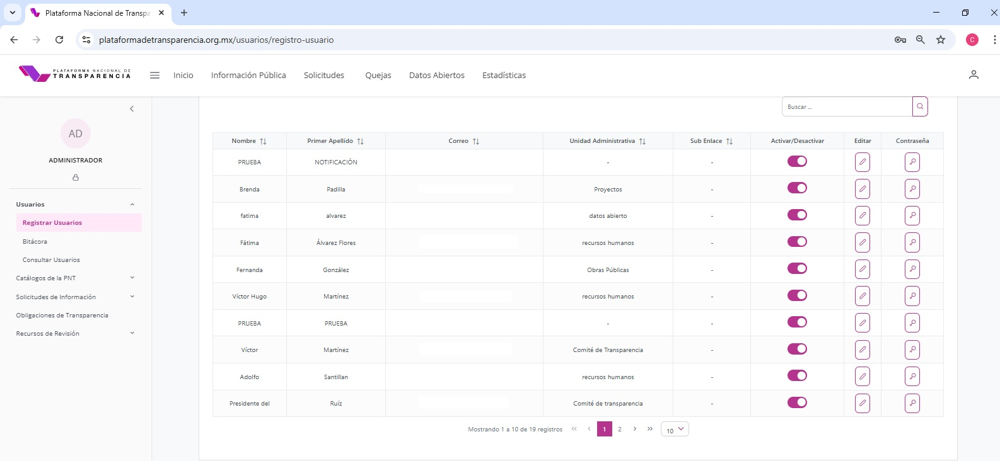 Plataforma Nacional de Transpa
plataformadetransparencia.org.mx/usuarios/registro-usuario
C
PLATAFORMA NACIONAL DE
TRANSPARENCIA
Inicio Información Pública Solicitudes Quejas Datos Abiertos Estadísticas
AD
ADMINISTRADOR
Usuarios
Registrar Usuarios
Bitácora
Consultar Usuarios
Catálogos de la PNT
Solicitudes de Información
Obligaciones de Transparencia
Recursos de Revisión
Buscar ...
Nombre Primer Apellido Correo Unidad Administrativa Sub Enlace Activar/Desactivar Editar Contraseña
PRUEBA NOTIFICACIÓN - -
Brenda Padilla Proyectos -
fatima alvarez datos abierto -
Fátima Álvarez Flores recursos humanos -
Fernanda González Obras Públicas -
Víctor Hugo Martínez recursos humanos -
PRUEBA PRUEBA - -
Víctor Martínez Comité de Transparencia -
Adolfo Santillan recursos humanos -
Presidente del Ruíz Comité de transparencia -
Mostrando 1 a 10 de 19 registros « ‹ 1 2 › » 10